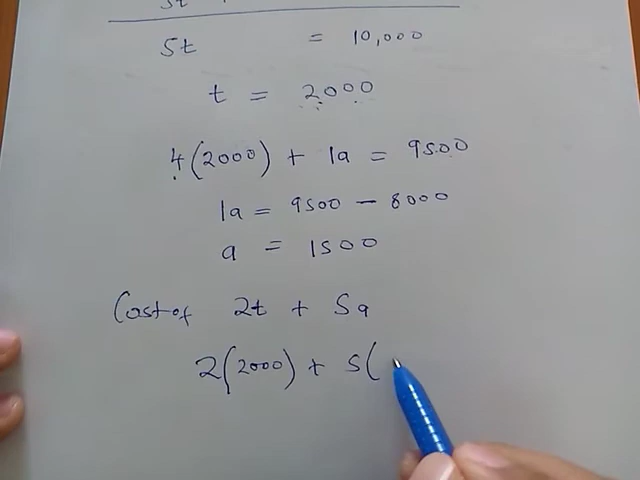 5t = 10,000
t = 2000
4(2000) + 1a = 9500
1a = 9500 - 8000
a = 1500
Cost of 2t + 5a
2(2000) + 5(